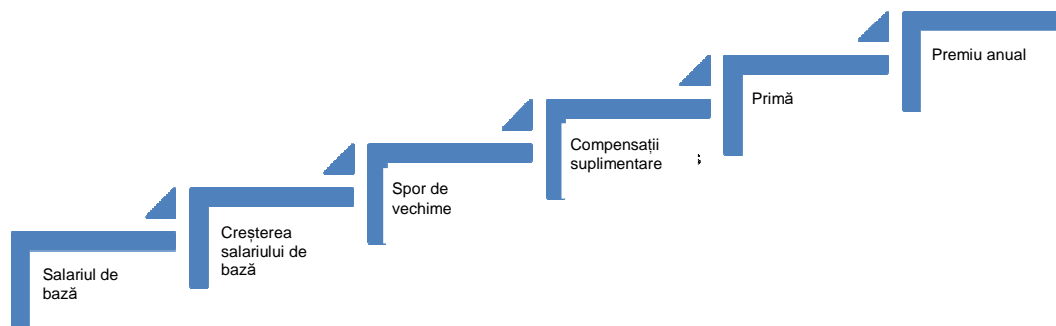 Salariul de
bază
Creșterea
salariului de
bază
Spor de
vechime
Compensații
suplimentare
Primă
Premiu anual